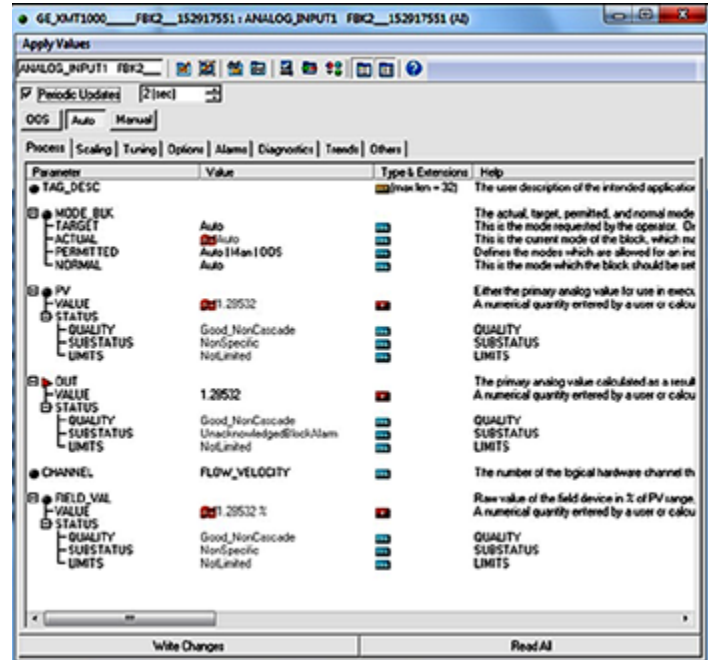 GE_XMT1000____FBK2__152917551 : ANALOG_INPUT1 FBK2__152917551 (AI)
Apply Values
ANALOG_INPUT1 FBK2__
Periodic Updates 2 (sec)
OOS Auto Manual
Process Scaling Tuning Options Alarms Diagnostics Trends Others
Parameter Value Type & Extensions Help
TAG_DESC (max len = 32) The user description of the intended application
MODE_BLK The actual, target, permitted, and normal mode
TARGET Auto This is the mode requested by the operator. On
ACTUAL Auto This is the current mode of the block, which ma
PERMITTED Auto | Man | OOS Defines the modes which are allowed for an ins
NORMAL Auto This is the mode which the block should be set
PV Either the primary analog value for use in execu
VALUE 1.28532 A numerical quantity entered by a user or calcu
STATUS
QUALITY Good_NonCascade QUALITY
SUBSTATUS NonSpecific SUBSTATUS
LIMITS NotLimited LIMITS
OUT The primary analog value calculated as a resul
VALUE 1.28532 A numerical quantity entered by a user or calcu
STATUS
QUALITY Good_NonCascade QUALITY
SUBSTATUS UnacknowledgedBlockAlarm SUBSTATUS
LIMITS NotLimited LIMITS
CHANNEL FLOW_VELOCITY The number of the logical hardware channel th
FIELD_VAL Raw value of the field device in % of PV range,
VALUE 1.28532 % A numerical quantity entered by a user or calcu
STATUS
QUALITY Good_NonCascade QUALITY
SUBSTATUS NonSpecific SUBSTATUS
LIMITS NotLimited LIMITS
Write Changes Read All